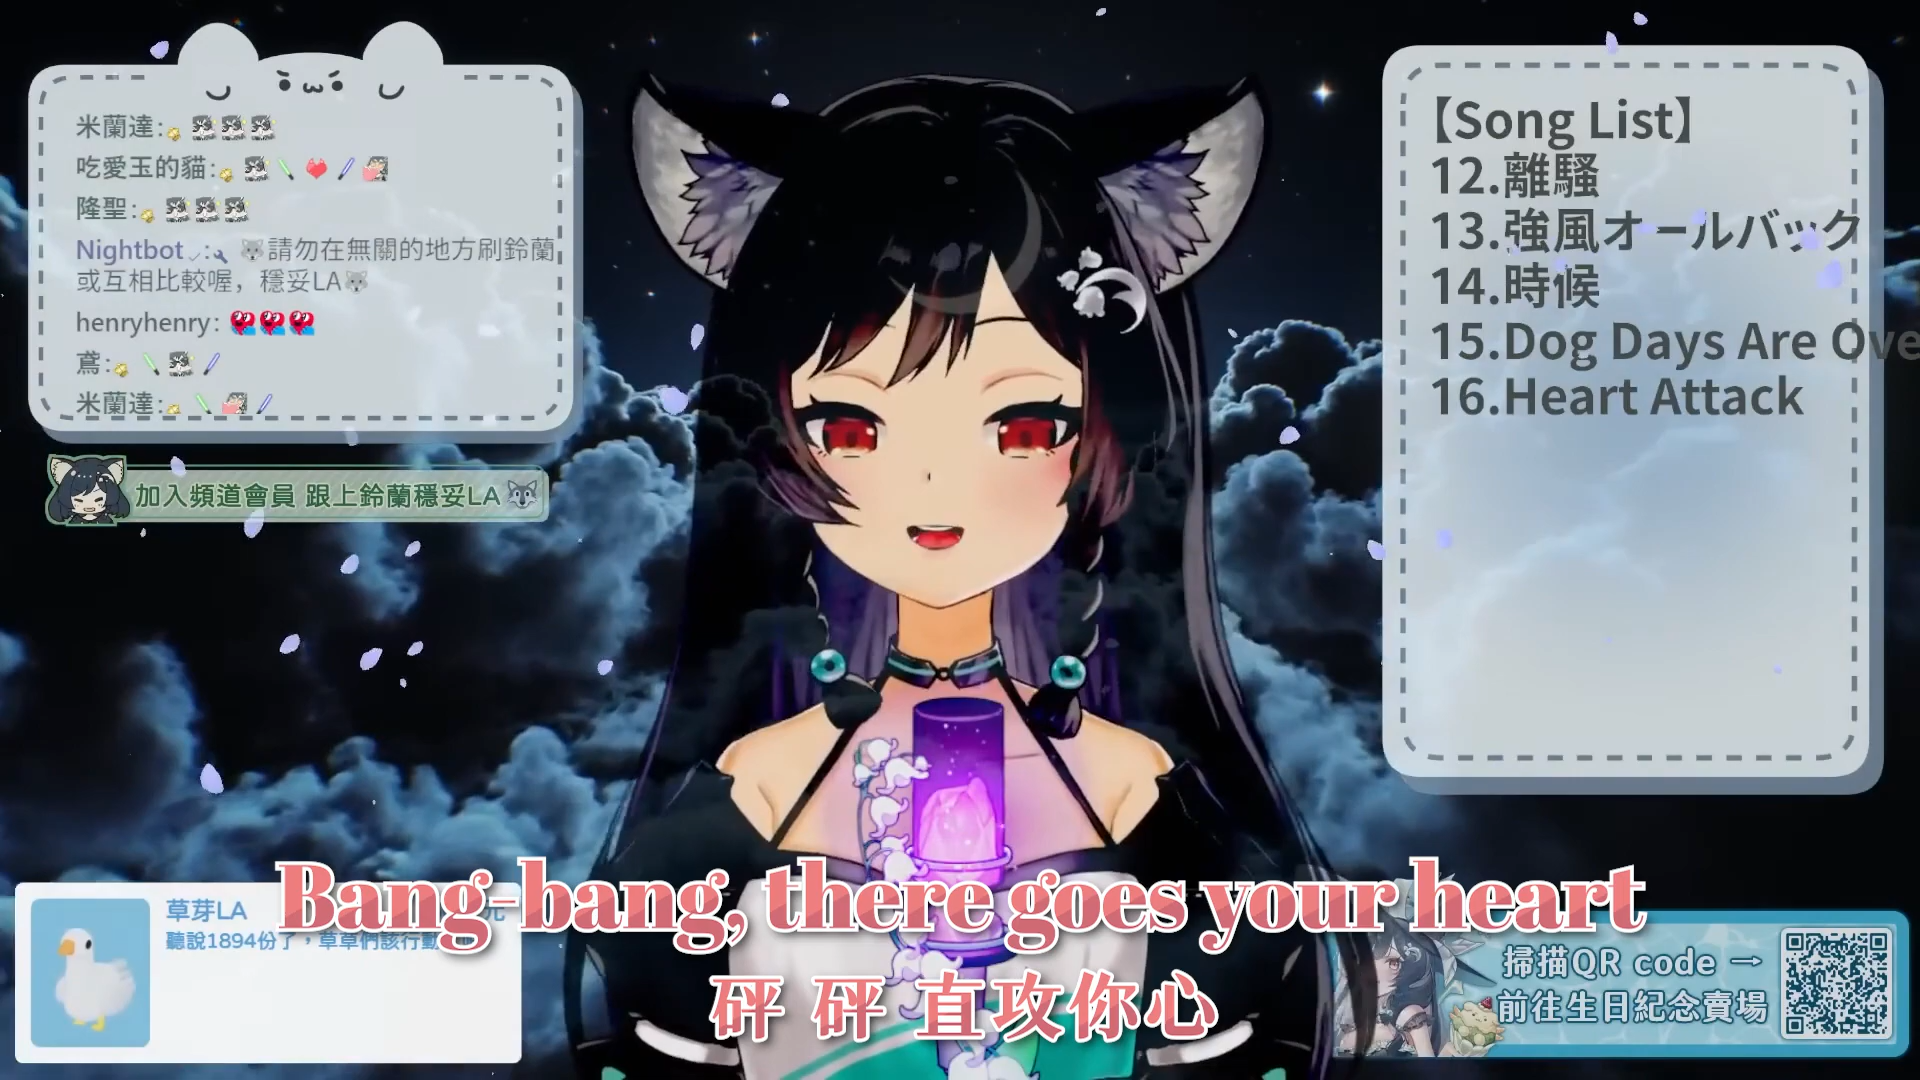 米蘭達:
吃愛玉的貓:
隆聖:
Nightbot :請勿在無關的地方刷鈴蘭
或互相比較喔，穩妥LA
henryhenry:
鳶:
米蘭達:
加入頻道會員 跟上鈴蘭穩妥LA
【Song List】
12.離騷
13.強風オールバック
14.時候
15.Dog Days Are Ove
16.Heart Attack
草芽LA 元
聽說1894份了，草草們該行動
Bang-bang, there goes your heart
砰 砰 直攻你心
掃描QR code →
前往生日紀念賣場